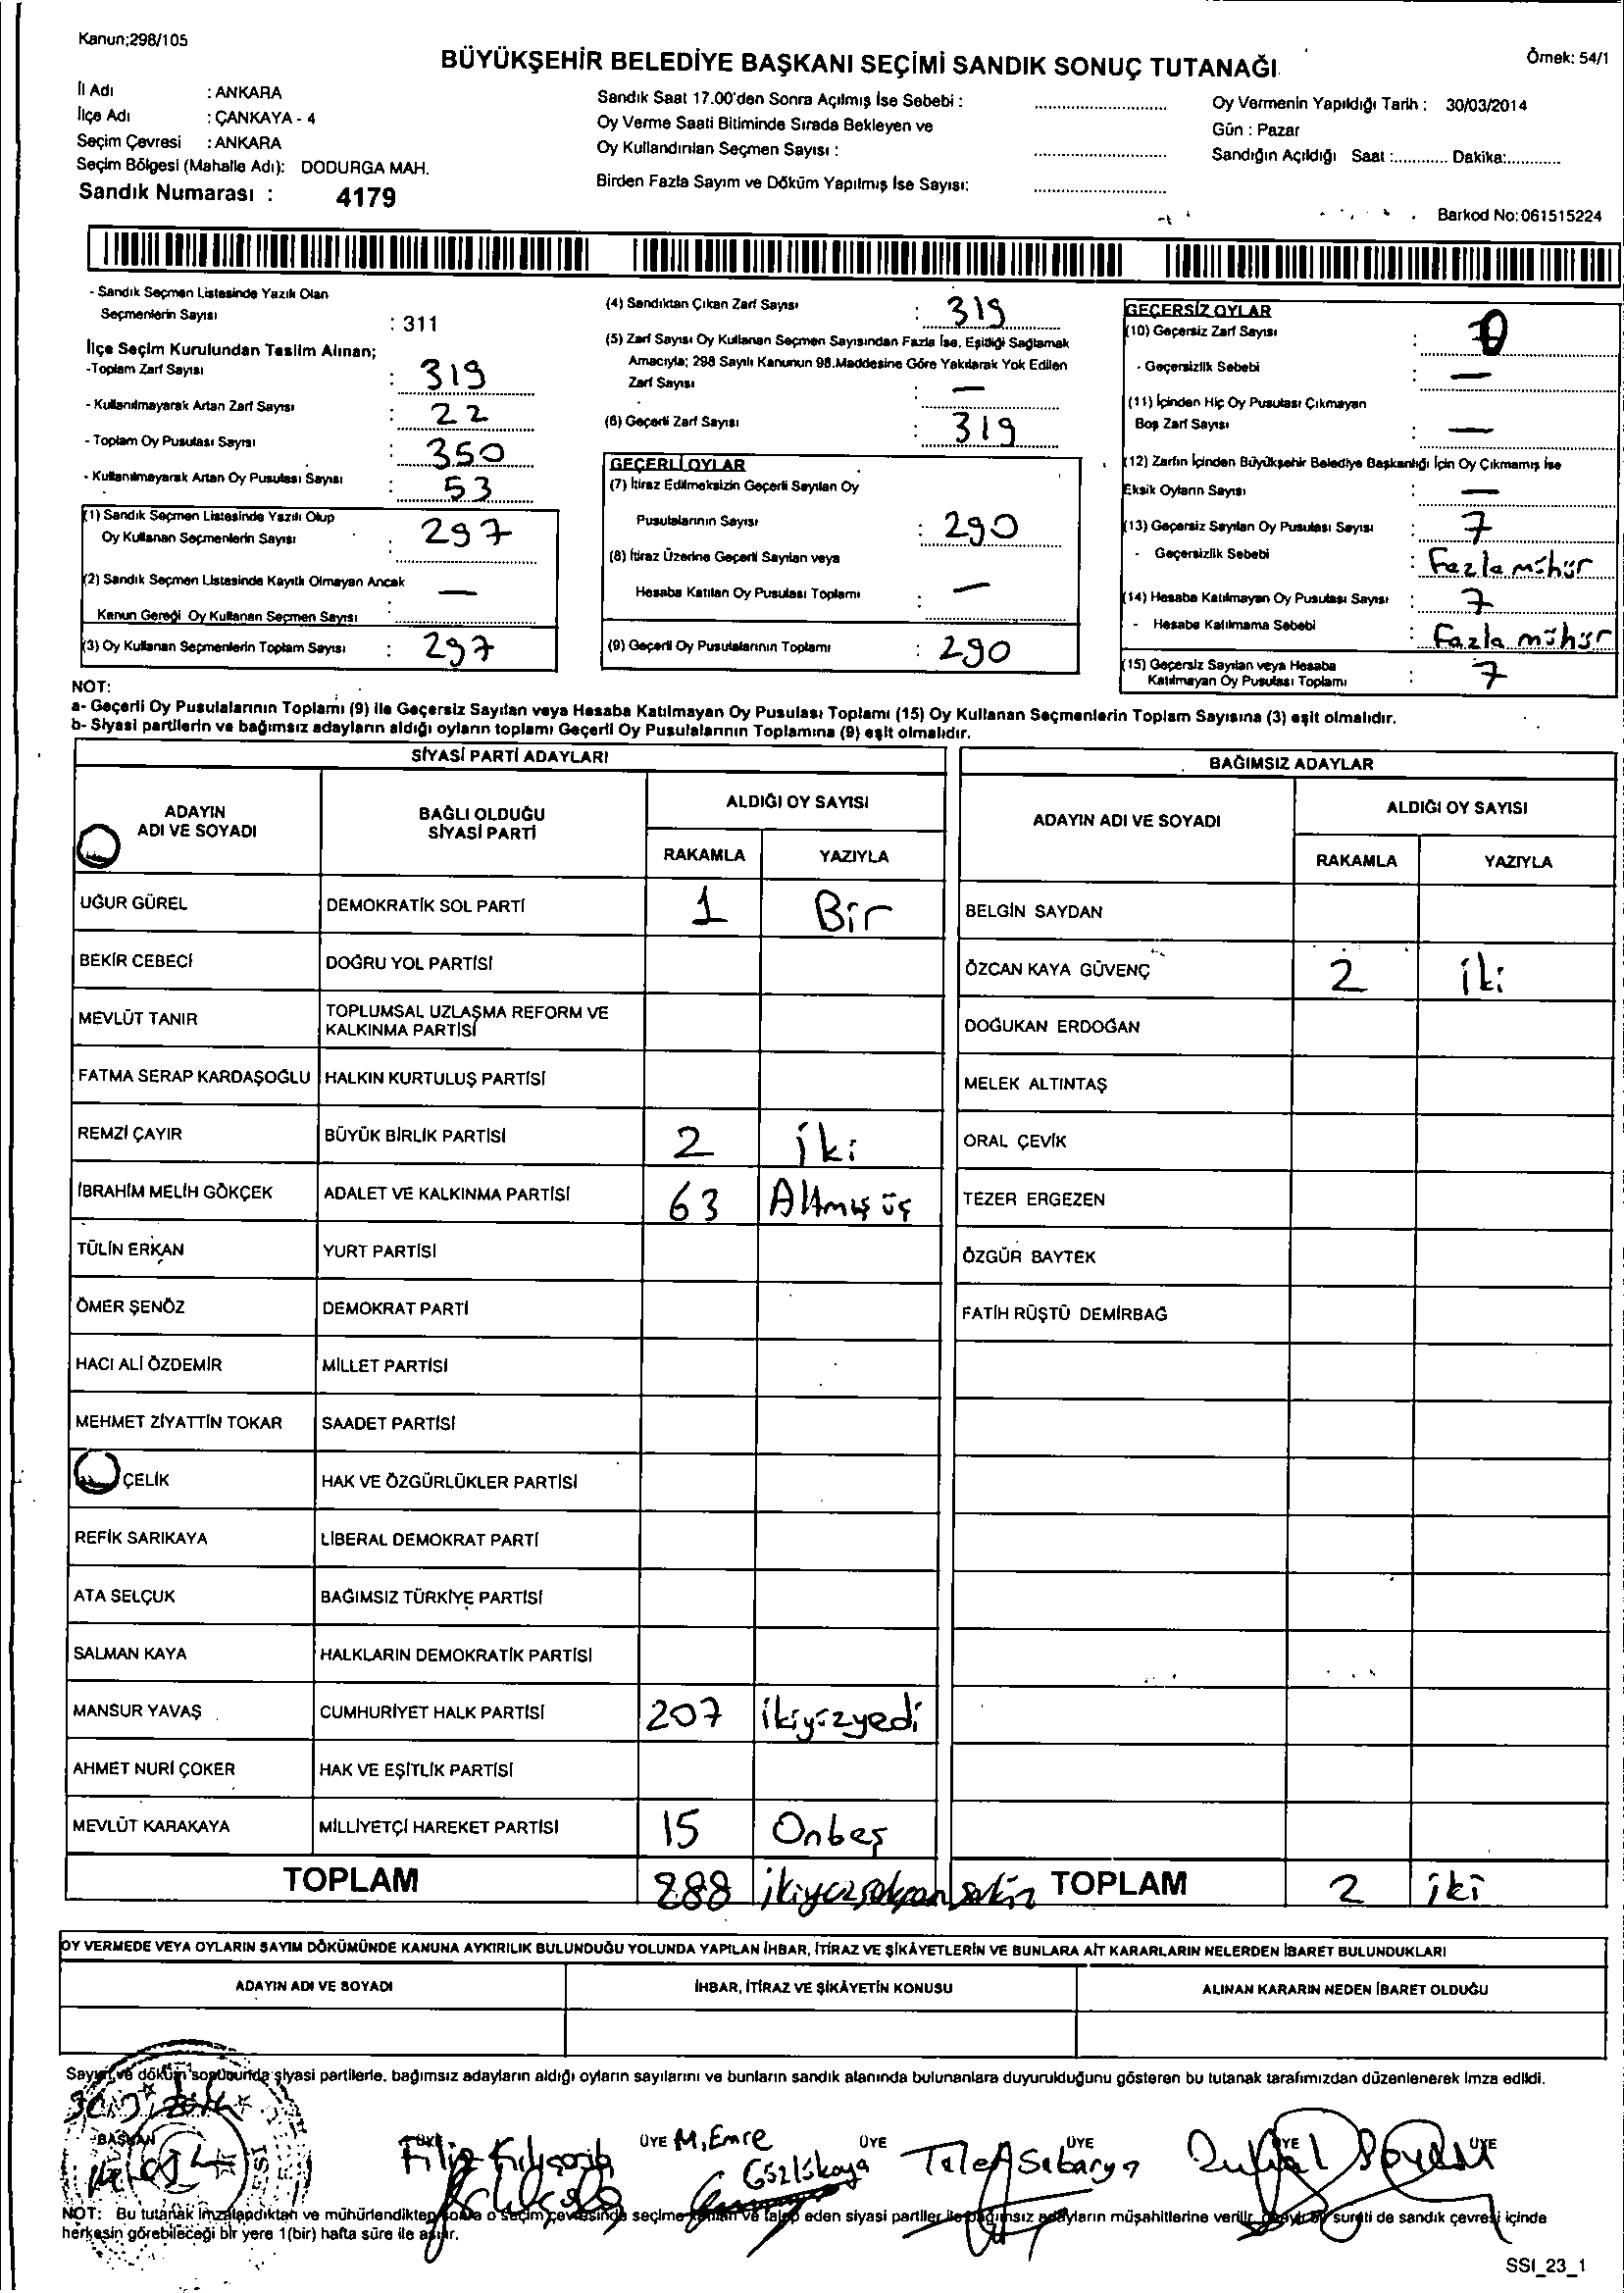 Kanun;298/105
BÜYÜKŞEHİR BELEDİYE BAŞKANI SEÇİMİ SANDIK SONUÇ TUTANAĞI
Örnek: 54/1
İl Adı : ANKARA
İlçe Adı : ÇANKAYA - 4
Seçim Çevresi : ANKARA
Seçim Bölgesi (Mahalle Adı): DODURGA MAH.
Sandık Numarası : 4179
Sandık Saat 17.00'den Sonra Açılmış İse Sebebi :
Oy Verme Saati Bitiminde Sırada Bekleyen ve
Oy Kullandırılan Seçmen Sayısı :
Birden Fazla Sayım ve Döküm Yapılmış İse Sayısı:
Oy Vermenin Yapıldığı Tarih : 30/03/2014
Gün : Pazar
Sandığın Açıldığı Saat :............ Dakika:............
Barkod No:061515224
- Sandık Seçmen Listesinde Yazılı Olan
Seçmenlerin Sayısı : 311
İlçe Seçim Kurulundan Teslim Alınan;
-Toplam Zarf Sayısı : 319
- Kullanılmayarak Artan Zarf Sayısı : 22
- Toplam Oy Pusulası Sayısı : 350
- Kullanılmayarak Artan Oy Pusulası Sayısı : 53
(1) Sandık Seçmen Listesinde Yazılı Olup
Oy Kullanan Seçmenlerin Sayısı : 297
(2) Sandık Seçmen Listesinde Kayıtlı Olmayan Ancak
Kanun Gereği Oy Kullanan Seçmen Sayısı : —
(3) Oy Kullanan Seçmenlerin Toplam Sayısı : 297
(4) Sandıktan Çıkan Zarf Sayısı : 319
(5) Zarf Sayısı Oy Kullanan Seçmen Sayısından Fazla İse, Eşitliği Sağlamak
Amacıyla; 298 Sayılı Kanunun 98.Maddesine Göre Yakılarak Yok Edilen
Zarf Sayısı : —
(6) Geçerli Zarf Sayısı : 319
GEÇERLİ OYLAR
(7) İtiraz Edilmeksizin Geçerli Sayılan Oy
Pusulalarının Sayısı : 290
(8) İtiraz Üzerine Geçerli Sayılan veya
Hesaba Katılan Oy Pusulası Toplamı : —
(9) Geçerli Oy Pusulalarının Toplamı : 290
GEÇERSİZ OYLAR
(10) Geçersiz Zarf Sayısı :
- Geçersizlik Sebebi : —
(11) İçinden Hiç Oy Pusulası Çıkmayan
Boş Zarf Sayısı : —
(12) Zarfın İçinden Büyükşehir Belediye Başkanlığı İçin Oy Çıkmamış İse
Eksik Oyların Sayısı : —
(13) Geçersiz Sayılan Oy Pusulası Sayısı : 7
- Geçersizlik Sebebi : Fazla mühür
(14) Hesaba Katılmayan Oy Pusulası Sayısı : 7
- Hesaba Katılmama Sebebi : Fazla mühür
(15) Geçersiz Sayılan veya Hesaba
Katılmayan Oy Pusulası Toplamı : 7
NOT:
a- Geçerli Oy Pusulalarının Toplamı (9) ile Geçersiz Sayılan veya Hesaba Katılmayan Oy Pusulası Toplamı (15) Oy Kullanan Seçmenlerin Toplam Sayısına (3) eşit olmalıdır.
b- Siyasi partilerin ve bağımsız adayların aldığı oyların toplamı Geçerli Oy Pusulalarının Toplamına (9) eşit olmalıdır.
SİYASİ PARTİ ADAYLARI
ADAYIN ADI VE SOYADI
BAĞLI OLDUĞU SİYASİ PARTİ
ALDIĞI OY SAYISI
RAKAMLA YAZIYLA
UĞUR GÜREL DEMOKRATİK SOL PARTİ 1 Bir
BEKİR CEBECİ DOĞRU YOL PARTİSİ
MEVLÜT TANIR TOPLUMSAL UZLAŞMA REFORM VE
KALKINMA PARTİSİ
FATMA SERAP KARDAŞOĞLU HALKIN KURTULUŞ PARTİSİ
REMZİ ÇAYIR BÜYÜK BİRLİK PARTİSİ 2 iki
İBRAHİM MELİH GÖKÇEK ADALET VE KALKINMA PARTİSİ 63 Altmış üç
TÜLİN ERKAN YURT PARTİSİ
ÖMER ŞENÖZ DEMOKRAT PARTİ
HACI ALİ ÖZDEMİR MİLLET PARTİSİ
MEHMET ZİYATTİN TOKAR SAADET PARTİSİ
ÇELİK HAK VE ÖZGÜRLÜKLER PARTİSİ
REFİK SARIKAYA LİBERAL DEMOKRAT PARTİ
ATA SELÇUK BAĞIMSIZ TÜRKİYE PARTİSİ
SALMAN KAYA HALKLARIN DEMOKRATİK PARTİSİ
MANSUR YAVAŞ CUMHURİYET HALK PARTİSİ 207 ikiyüzyedi
AHMET NURİ ÇOKER HAK VE EŞİTLİK PARTİSİ
MEVLÜT KARAKAYA MİLLİYETÇİ HAREKET PARTİSİ 15 Onbeş
TOPLAM 288 ikiyüzseksen sekiz
BAĞIMSIZ ADAYLAR
ADAYIN ADI VE SOYADI
ALDIĞI OY SAYISI
RAKAMLA YAZIYLA
BELGİN SAYDAN
ÖZCAN KAYA GÜVENÇ 2 iki
DOĞUKAN ERDOĞAN
MELEK ALTINTAŞ
ORAL ÇEVİK
TEZER ERGEZEN
ÖZGÜR BAYTEK
FATİH RÜŞTÜ DEMİRBAĞ
TOPLAM 2 iki
OY VERMEDE VEYA OYLARIN SAYIM DÖKÜMÜNDE KANUNA AYKIRILIK BULUNDUĞU YOLUNDA YAPILAN İHBAR, İTİRAZ VE ŞİKÂYETLERİN VE BUNLARA AİT KARARLARIN NELERDEN İBARET BULUNDUKLARI
ADAYIN ADI VE SOYADI
İHBAR, İTİRAZ VE ŞİKÂYETİN KONUSU
ALINAN KARARIN NEDEN İBARET OLDUĞU
Sayım ve döküm sonucunda siyasi partilerle, bağımsız adayların aldığı oyların sayılarını ve bunların sandık alanında bulunanlara duyurulduğunu gösteren bu tutanak tarafımızdan düzenlenerek imza edildi.
BAŞKAN ÜYE ÜYE ÜYE ÜYE ÜYE ÜYE
Filiz M. Emre
NOT: Bu tutanak imzalandıktan ve mühürlendikten sonra o seçim çevresinde seçime katılan ve talep eden siyasi partiler ile bağımsız adayların müşahitlerine verilir, onaylı bir sureti de sandık çevresi içinde
herkesin görebileceği bir yere 1(bir) hafta süre ile asılır.
SSI_23_1